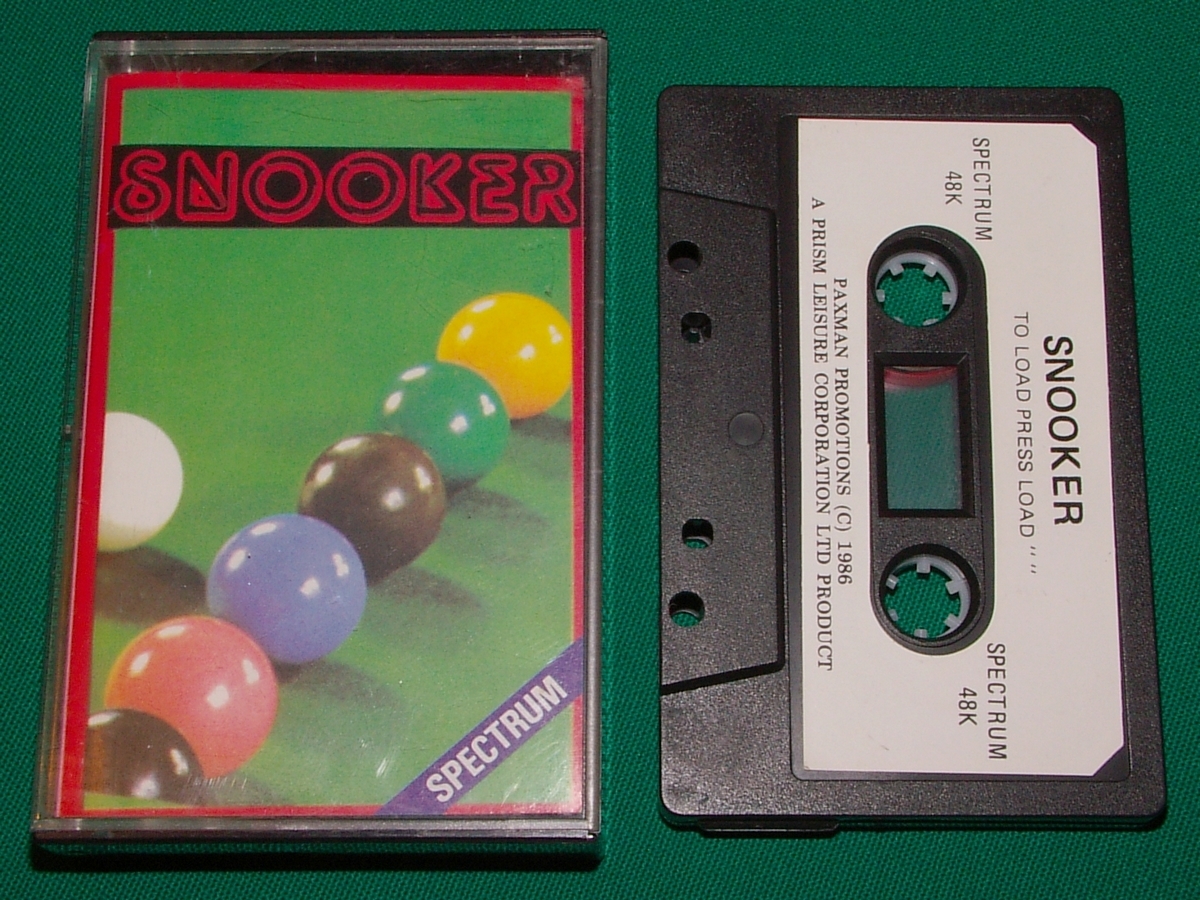 SNOOKER
SPECTRUM
SNOOKER
TO LOAD PRESS LOAD " "
SPECTRUM
48K
SPECTRUM
48K
PAXMAN PROMOTIONS (C) 1986
A PRISM LEISURE CORPORATION LTD PRODUCT